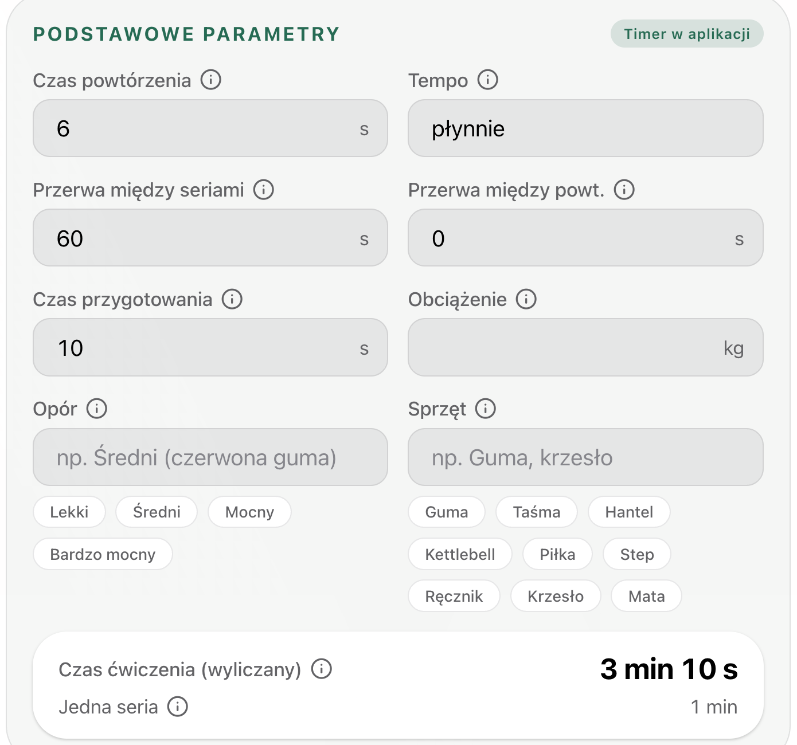 PODSTAWOWE PARAMETRY
Timer w aplikacji
Czas powtórzenia
Tempo
6 s
płynnie
Przerwa między seriami
Przerwa między powt.
60 s
0 s
Czas przygotowania
Obciążenie
10 s
kg
Opór
Sprzęt
np. Średni (czerwona guma)
np. Guma, krzesło
Lekki Średni Mocny
Bardzo mocny
Guma Taśma Hantel
Kettlebell Piłka Step
Ręcznik Krzesło Mata
Czas ćwiczenia (wyliczany) 3 min 10 s
Jedna seria 1 min